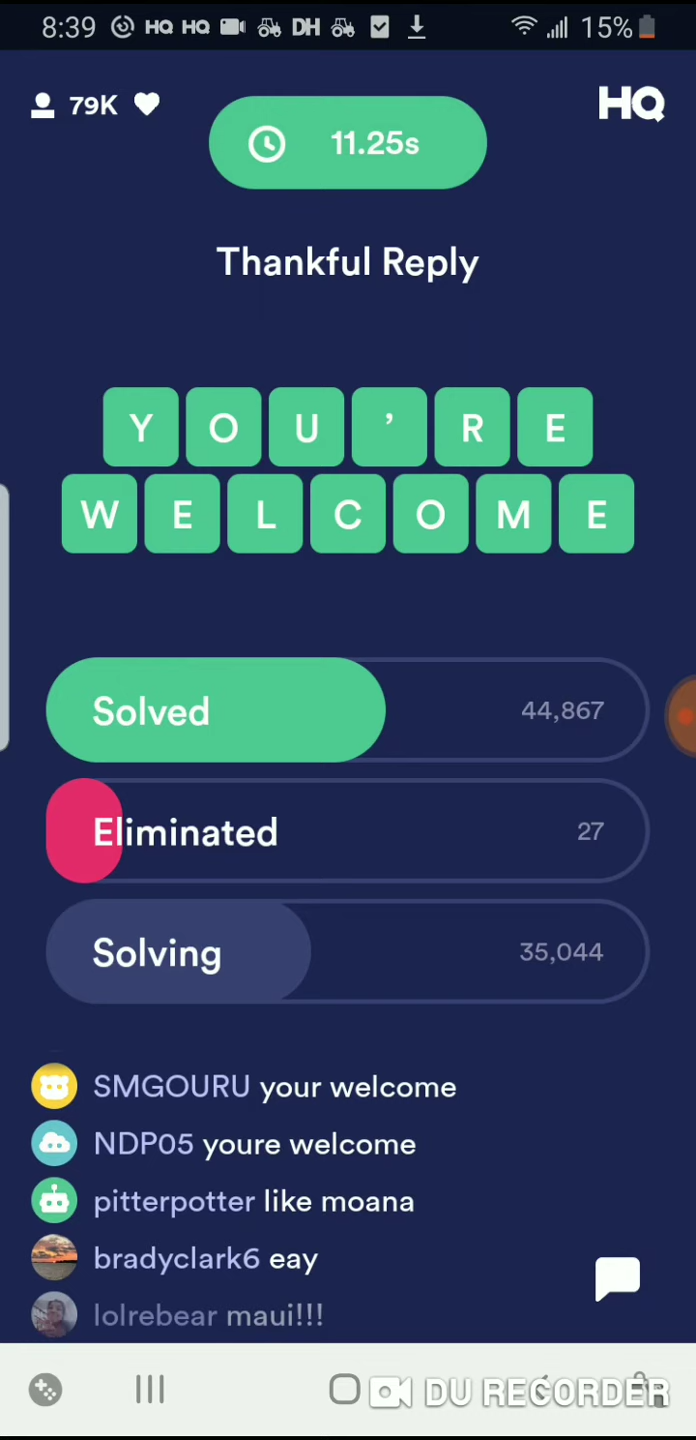 8:39 HQ HQ DH 15%
79K HQ
11.25s
Thankful Reply
YOU’RE
WELCOME
Solved 44,867
Eliminated 27
Solving 35,044
SMGOURU your welcome
NDP05 youre welcome
pitterpotter like moana
bradyclark6 eay
lolrebear maui!!!
DU RECORDER